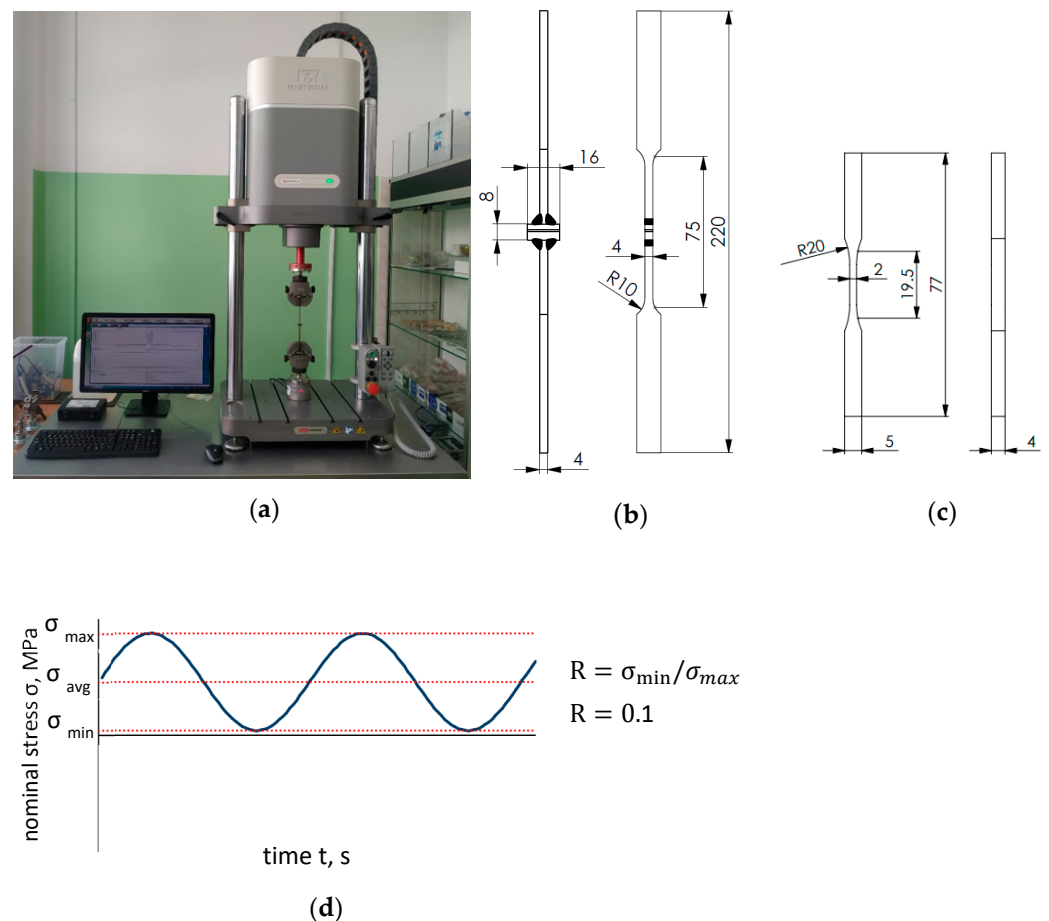 16
8
4
R10
75
220
4
R20
2
19.5
77
5
4
(a)
(b)
(c)
nominal stress σ, MPa
σ max
σ avg
σ min
R = σmin/σmax
R = 0.1
time t, s
(d)